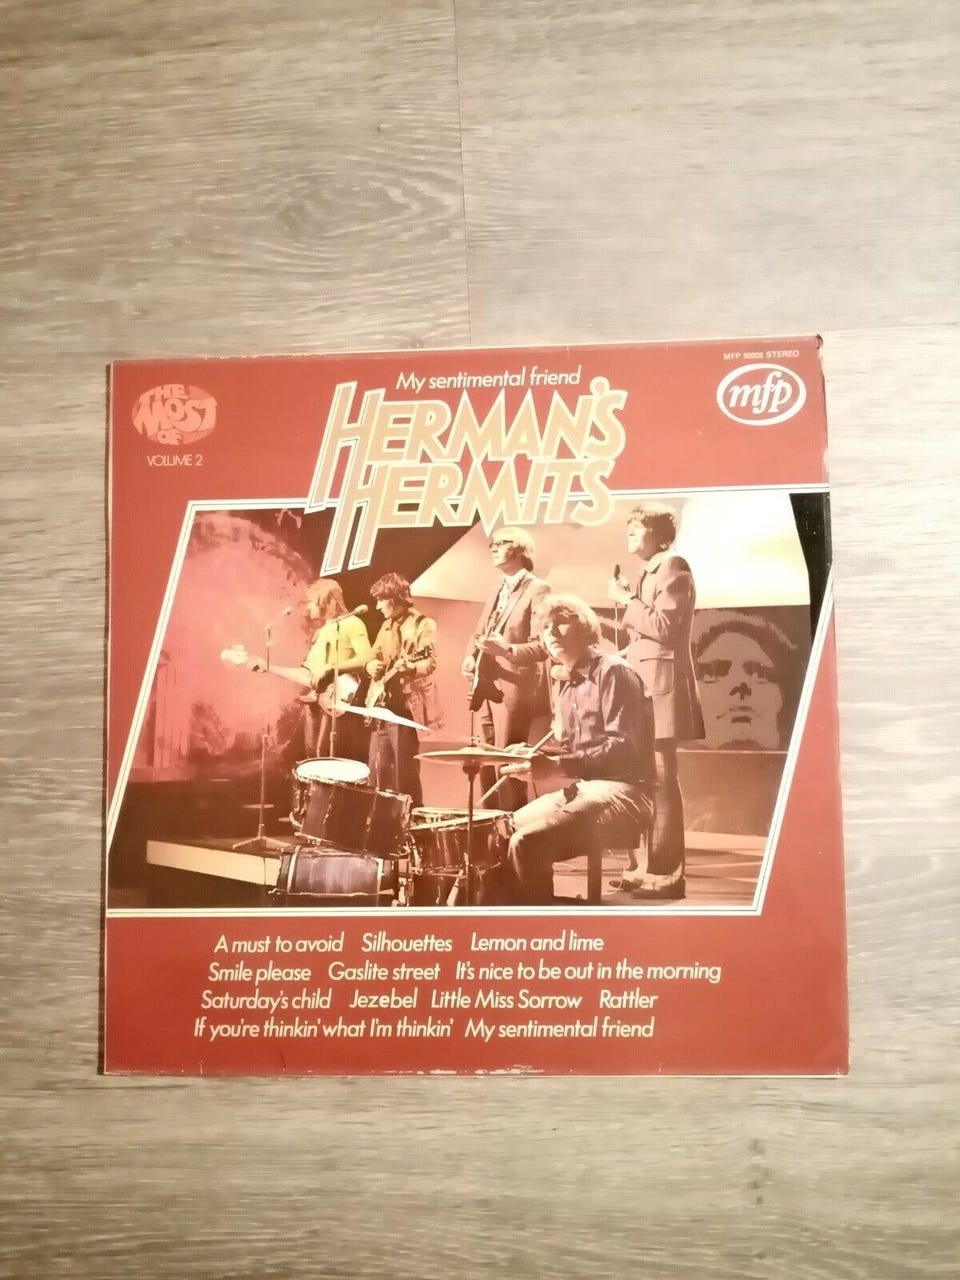 MFP 50008 STEREO
My sentimental friend
mfp
THE
MOST
OF
VOLUME 2
HERMAN'S
HERMITS
A must to avoid Silhouettes Lemon and lime
Smile please Gaslite street It's nice to be out in the morning
Saturday's child Jezebel Little Miss Sorrow Rattler
If you're thinkin' what I'm thinkin' My sentimental friend